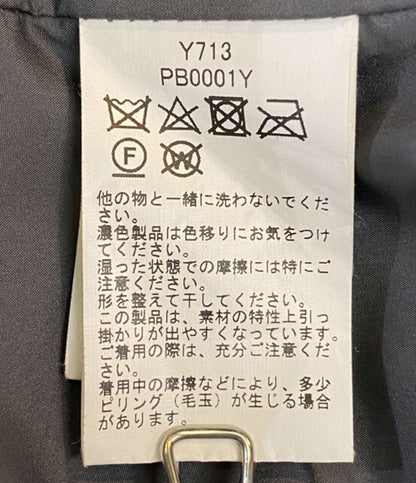 Y713
PB0001Y
F
W
他の物と一緒に洗わないでくだ
さい。
濃色製品は色移りにお気をつけ
てください。
湿った状態での摩擦には特にご
注意ください。
形を整えて干してください。
この製品は、素材の特性上引っ
掛かりが出やすくなっています。
ご着用の際は、充分ご注意くだ
さい。
着用中の摩擦などにより、多少
ピリング（毛玉）が生じる場合
があります。